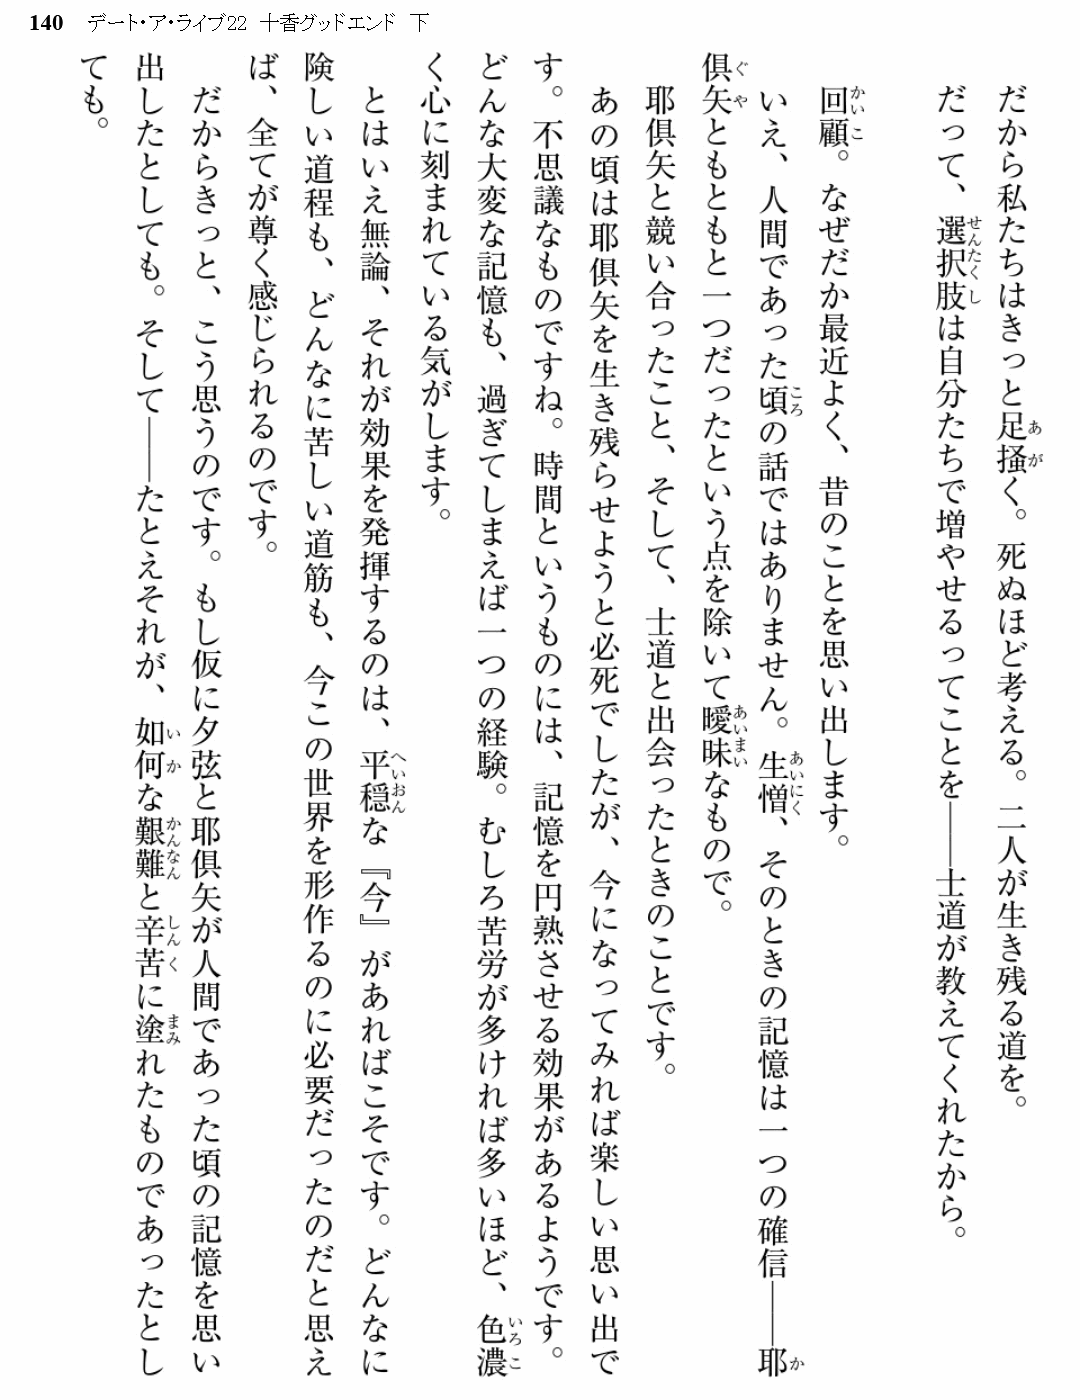 140 デート・ア・ライブ22 十香グッドエンド 下
だから私たちはきっと足掻く。死ぬほど考える。二人が生き残る道を。
だって、選択肢は自分たちで増やせるってことを――士道が教えてくれたから。
回顧。なぜだか最近よく、昔のことを思い出します。
いえ、人間であった頃の話ではありません。生憎、そのときの記憶は一つの確信――耶
倶矢ともともと一つだったという点を除いて曖昧なもので。
耶倶矢と競い合ったこと、そして、士道と出会ったときのことです。
あの頃は耶倶矢を生き残らせようと必死でしたが、今になってみれば楽しい思い出で
す。不思議なものですね。時間というものには、記憶を円熟させる効果があるようです。
どんな大変な記憶も、過ぎてしまえば一つの経験。むしろ苦労が多ければ多いほど、色濃
く心に刻まれている気がします。
とはいえ無論、それが効果を発揮するのは、平穏な『今』があればこそです。どんなに
険しい道程も、どんなに苦しい道筋も、今この世界を形作るのに必要だったのだと思え
ば、全てが尊く感じられるのです。
だからきっと、こう思うのです。もし仮に夕弦と耶倶矢が人間であった頃の記憶を思い
出したとしても。そして――たとえそれが、如何な艱難と辛苦に塗れたものであったとし
ても。